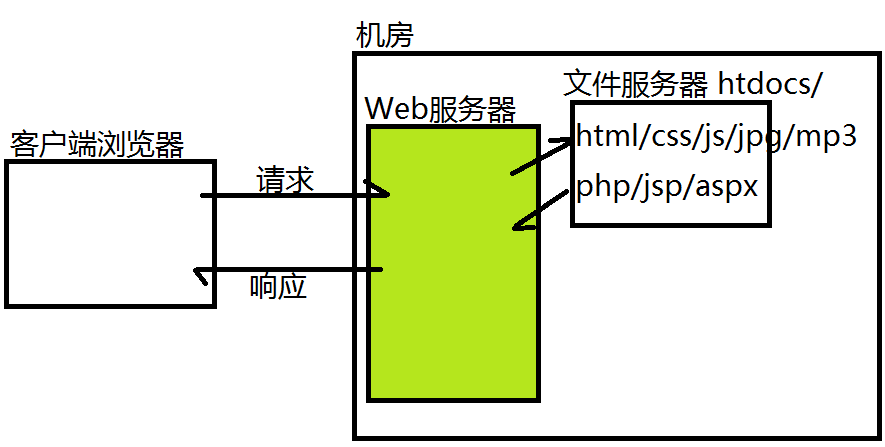 机房
文件服务器 htdocs/
Web服务器
html/css/js/jpg/mp3
客户端浏览器
请求
php/jsp/aspx
响应